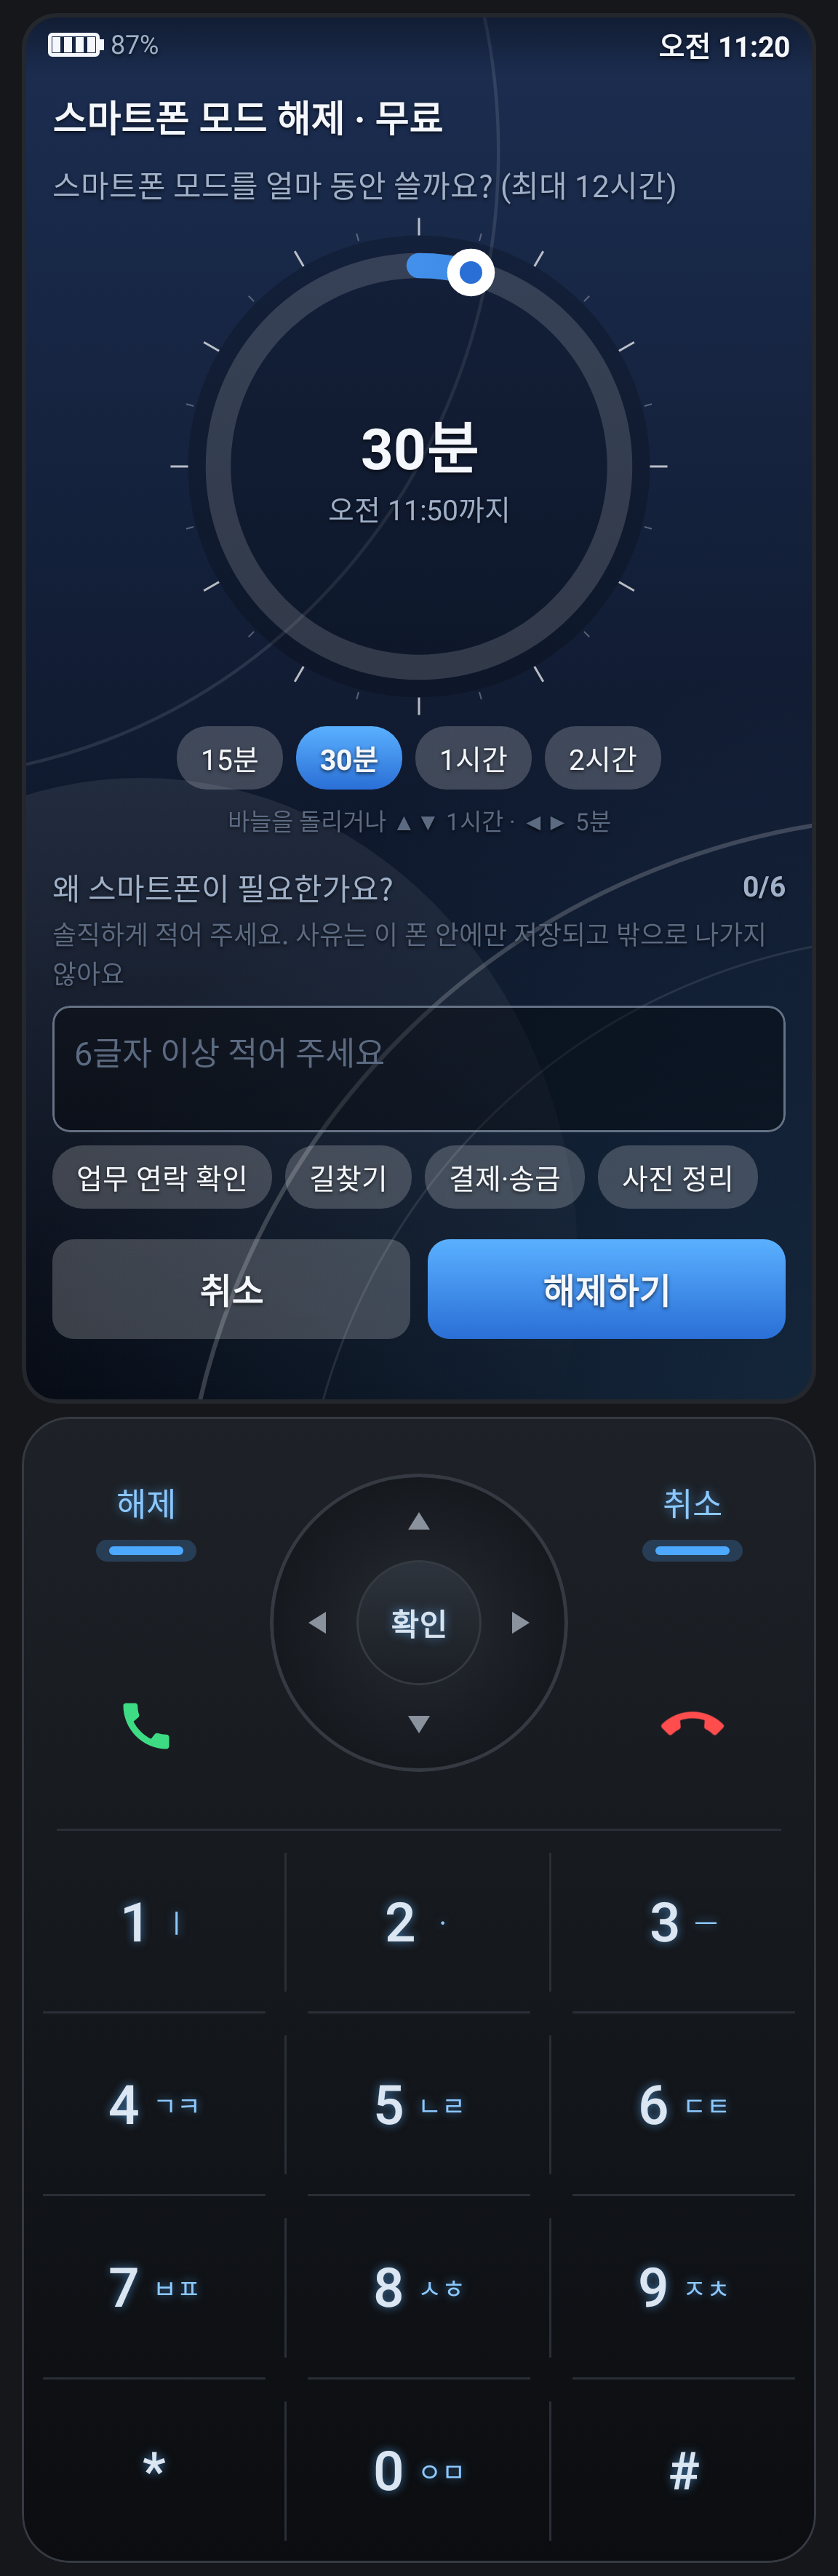 87%
오전 11:20
스마트폰 모드 해제 · 무료
스마트폰 모드를 얼마 동안 쓸까요? (최대 12시간)
30분
오전 11:50까지
15분 30분 1시간 2시간
바늘을 돌리거나 ▲▼ 1시간 · ◄► 5분
왜 스마트폰이 필요한가요? 0/6
솔직하게 적어 주세요. 사유는 이 폰 안에만 저장되고 밖으로 나가지
않아요
6글자 이상 적어 주세요
업무 연락 확인 길찾기 결제·송금 사진 정리
취소 해제하기
해제 취소
확인
1 ㅣ 2 · 3 ㅡ
4 ㄱㅋ 5 ㄴㄹ 6 ㄷㅌ
7 ㅂㅍ 8 ㅅㅎ 9 ㅈㅊ
* 0 ㅇㅁ #